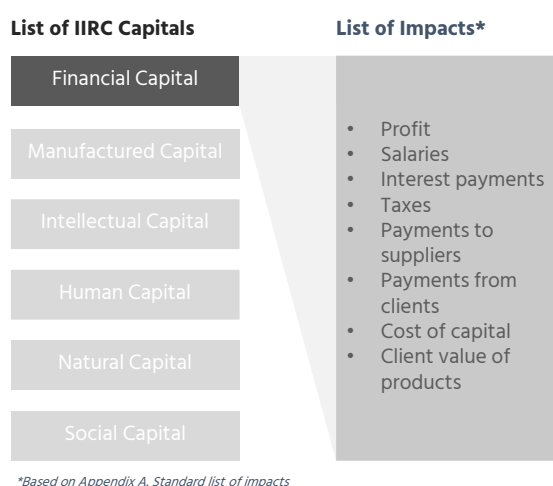 List of IIRC Capitals
List of Impacts*
Financial Capital
Manufactured Capital
Intellectual Capital
Human Capital
Natural Capital
Social Capital
• Profit
• Salaries
• Interest payments
• Taxes
• Payments to
suppliers
• Payments from
clients
• Cost of capital
• Client value of
products
*Based on Appendix A. Standard list of impacts